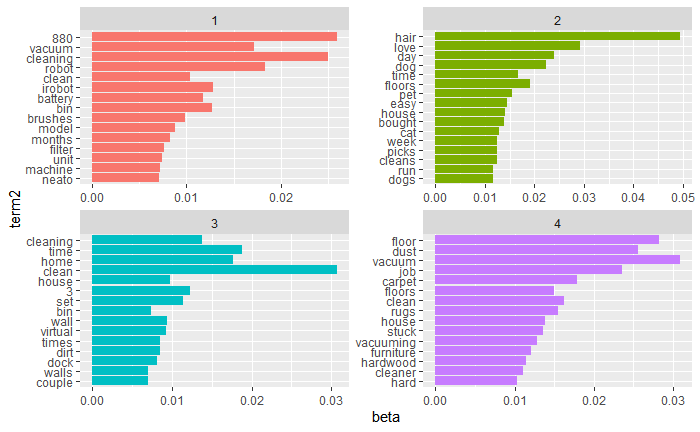 1
880
vacuum
cleaning
robot
clean
irobot
battery
bin
brushes
model
months
filter
unit
machine
neato
0.00 0.01 0.02
2
hair
love
day
dog
time
floors
pet
easy
house
bought
cat
week
picks
cleans
run
dogs
0.00 0.01 0.02 0.03 0.04 0.05
term2
3
cleaning
time
home
clean
house
3
set
bin
wall
virtual
times
dirt
dock
walls
couple
0.00 0.01 0.02 0.03
4
floor
dust
vacuum
job
carpet
floors
clean
rugs
house
stuck
vacuuming
furniture
hardwood
cleaner
hard
0.00 0.01 0.02 0.03
beta